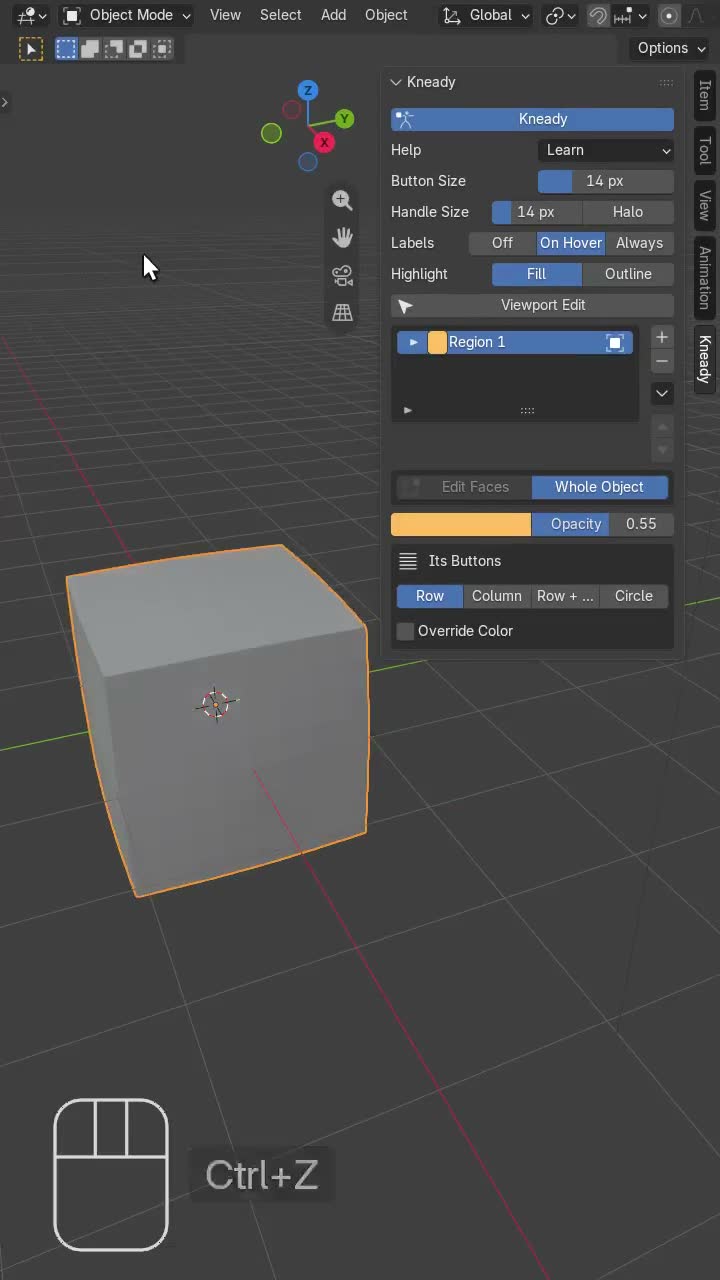 Object Mode View Select Add Object Global
Options
Kneady
Kneady
Help Learn
Button Size 14 px
Handle Size 14 px Halo
Labels Off On Hover Always
Highlight Fill Outline
Viewport Edit
Region 1
Edit Faces Whole Object
Opacity 0.55
Its Buttons
Row Column Row + ... Circle
Override Color
Item
Tool
View
Animation
Kneady
Z
Y
X
Ctrl+Z